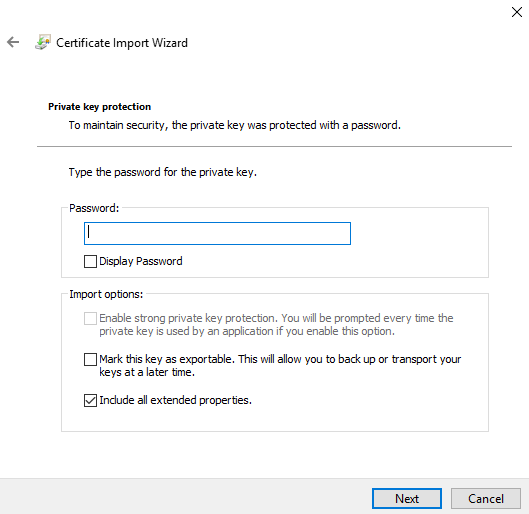 Certificate Import Wizard
Private key protection
To maintain security, the private key was protected with a password.
Type the password for the private key.
Password:
Display Password
Import options:
Enable strong private key protection. You will be prompted every time the
private key is used by an application if you enable this option.
Mark this key as exportable. This will allow you to back up or transport your
keys at a later time.
Include all extended properties.
Next
Cancel